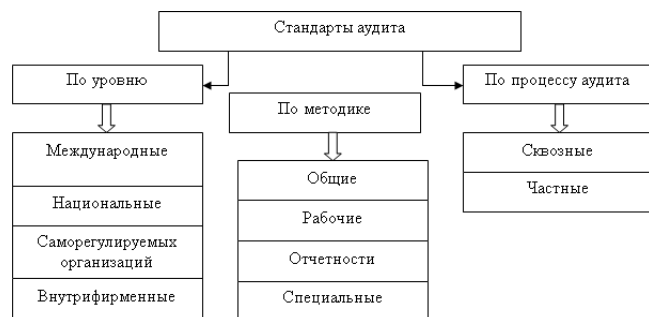 Стандарты аудита
По уровню
По методике
По процессу аудита
Международные
Национальные
Саморегулируемых
организаций
Внутрифирменные
Общие
Рабочие
Отчетности
Специальные
Сквозные
Частные